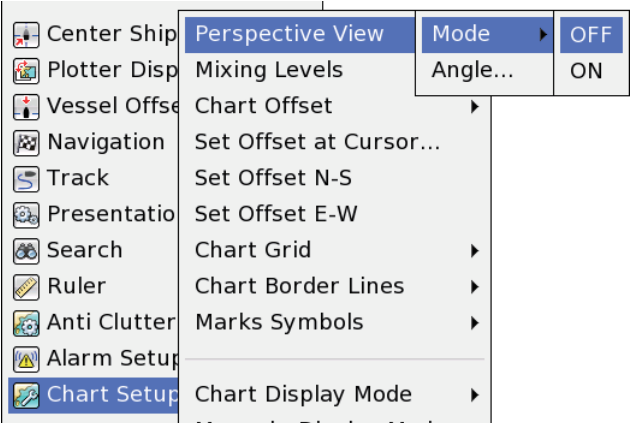 Center Ship
Plotter Disp
Vessel Offse
Navigation
Track
Presentatio
Search
Ruler
Anti Clutter
Alarm Setup
Chart Setup
Perspective View
Mixing Levels
Chart Offset
Set Offset at Cursor...
Set Offset N-S
Set Offset E-W
Chart Grid
Chart Border Lines
Marks Symbols
Chart Display Mode
Mode
Angle...
OFF
ON